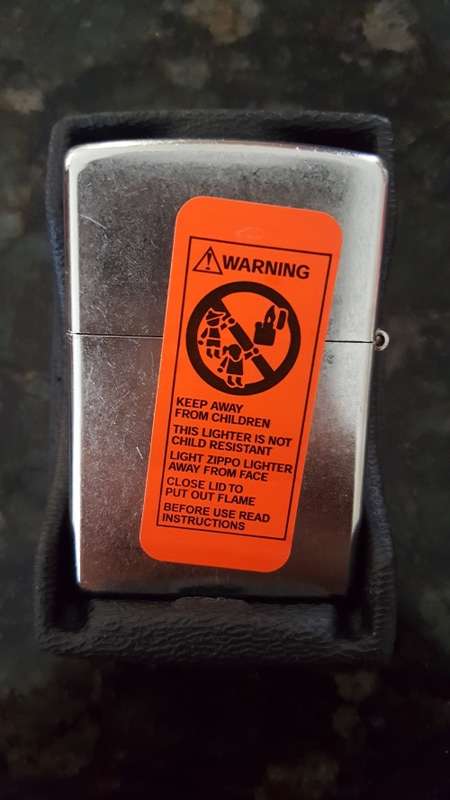 WARNING
KEEP AWAY
FROM CHILDREN
THIS LIGHTER IS NOT
CHILD RESISTANT
LIGHT ZIPPO LIGHTER
AWAY FROM FACE
CLOSE LID TO
PUT OUT FLAME
BEFORE USE READ
INSTRUCTIONS